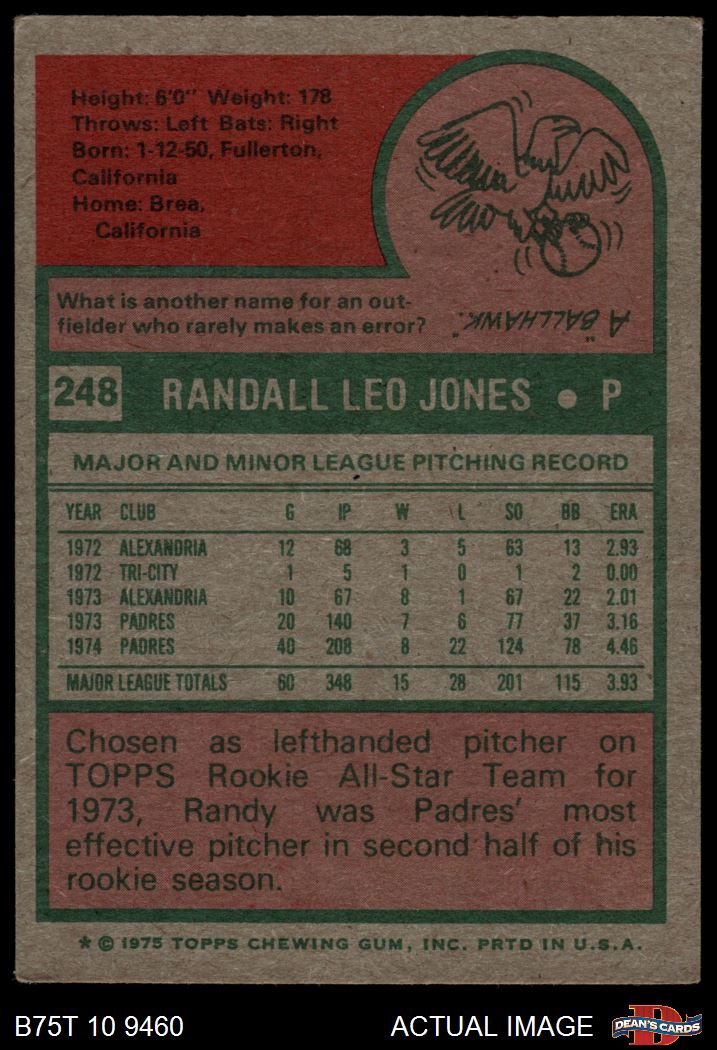 Height: 6'0" Weight: 178
Throws: Left Bats: Right
Born: 1-12-50, Fullerton,
California
Home: Brea,
California
What is another name for an out-
fielder who rarely makes an error?
A "BALLHAWK."
248 RANDALL LEO JONES ● P
MAJOR AND MINOR LEAGUE PITCHING RECORD
YEAR CLUB G IP W L SO BB ERA
1972 ALEXANDRIA 12 68 3 5 63 13 2.93
1972 TRI-CITY 1 5 1 0 1 2 0.00
1973 ALEXANDRIA 10 67 8 1 67 22 2.01
1973 PADRES 20 140 7 6 77 37 3.16
1974 PADRES 40 208 8 22 124 78 4.46
MAJOR LEAGUE TOTALS 60 348 15 28 201 115 3.93
Chosen as lefthanded pitcher on
TOPPS Rookie All-Star Team for
1973, Randy was Padres' most
effective pitcher in second half of his
rookie season.
* © 1975 TOPPS CHEWING GUM, INC. PRTD IN U.S.A.
B75T 10 9460 ACTUAL IMAGE D DEAN'S CARDS